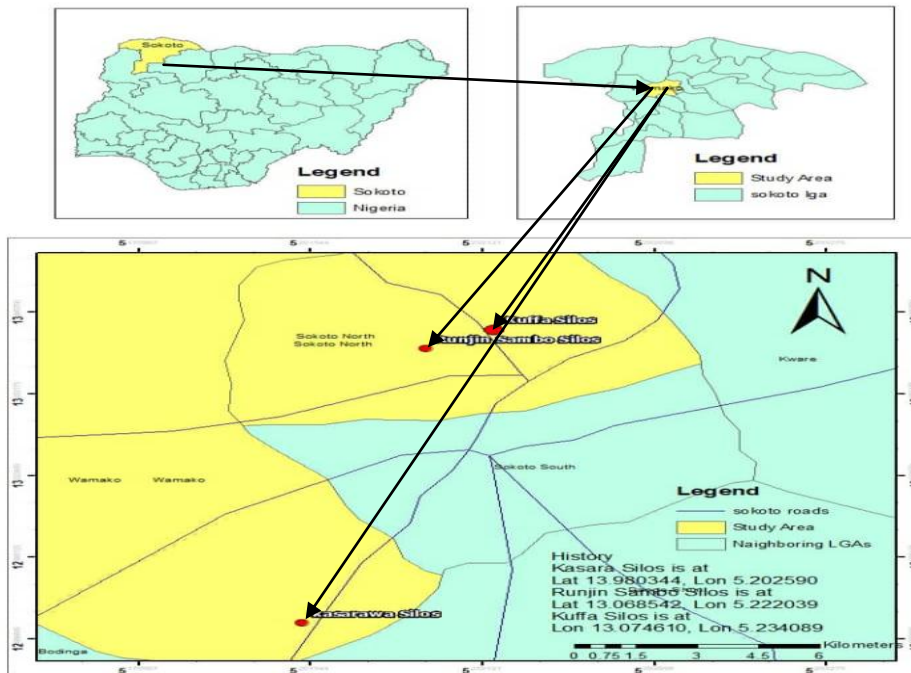 Sokoto
Legend
Sokoto
Nigeria
Legend
Study Area
sokoto lga
N
Kuffa Silos
Sokoto North
Sokoto North
Runjin Sambo Silos
Kware
Wamako Wamako
Sokoto South
Legend
sokoto roads
Study Area
Naighboring LGAs
History
Kasara Silos is at
Lat 13.980344, Lon 5.202590
Runjin Sambo Silos is at
Lat 13.068542, Lon 5.222039
Kuffa Silos is at
Lon 13.074610, Lon 5.234089
Kasarawa Silos
Kilometers
0 0.75 1.5 3 4.5 6
Bodinga